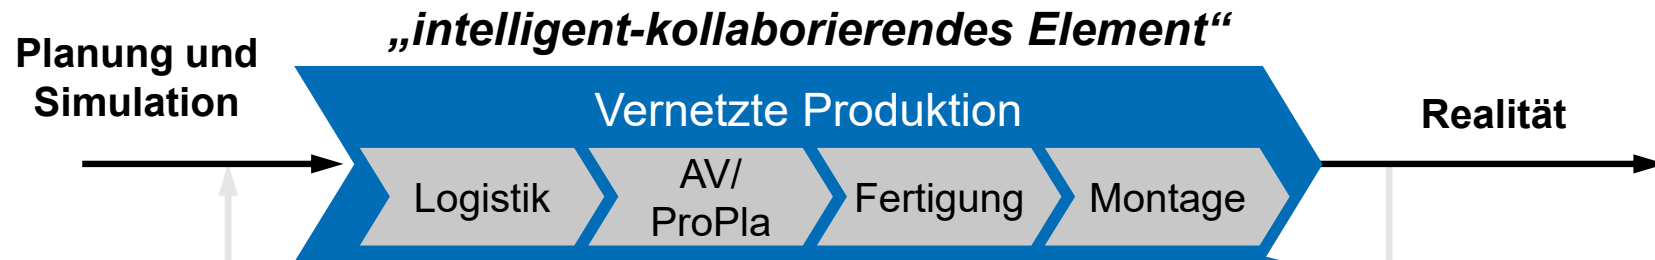 „intelligent-kollaborierendes Element“
Planung und
Simulation
Vernetzte Produktion
Realität
Logistik
AV/
ProPla
Fertigung
Montage